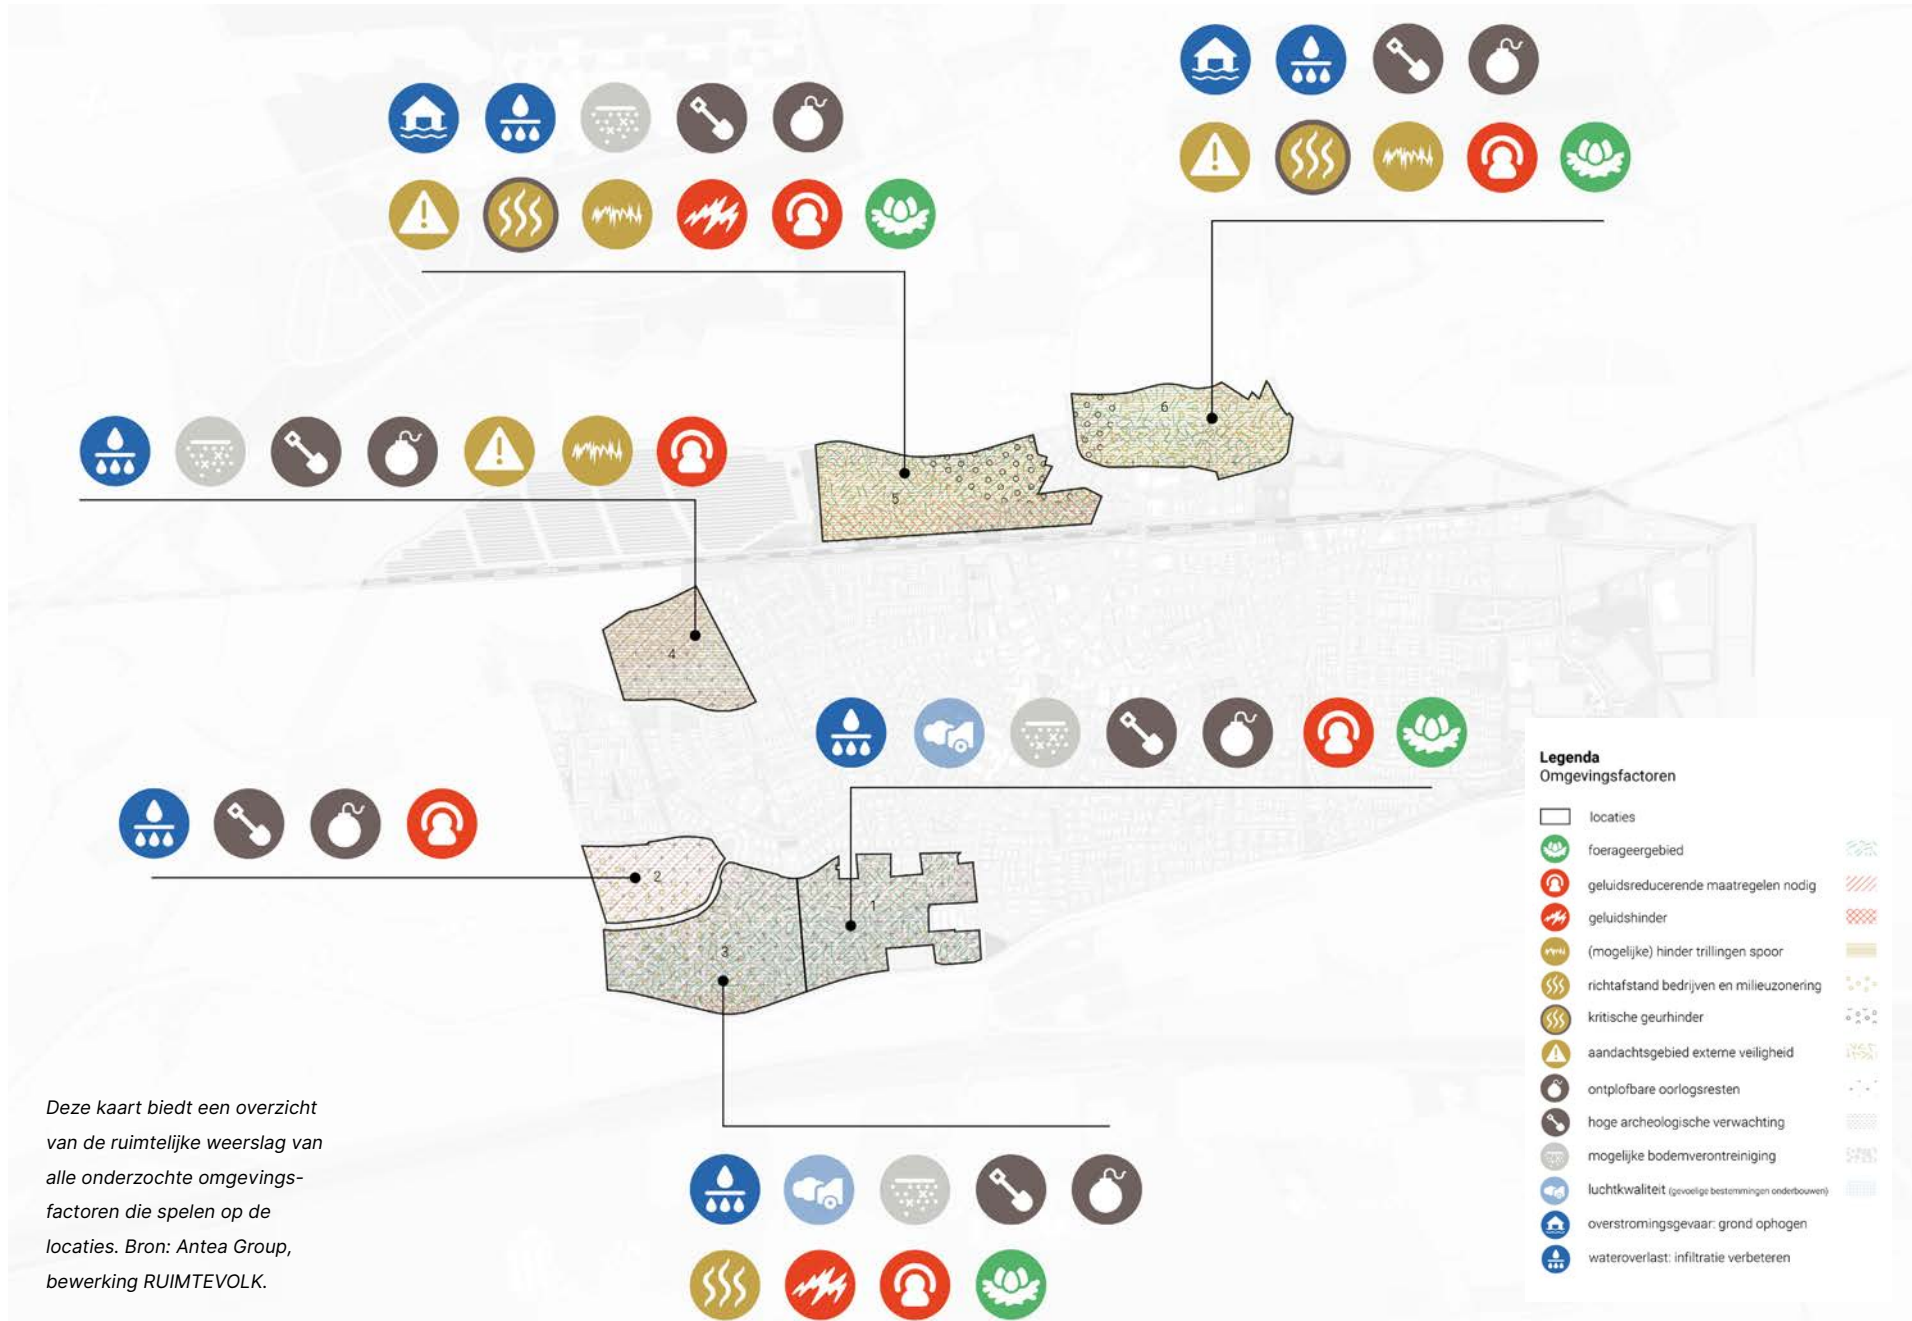 6
5
4
2
1
3
Legenda
Omgevingsfactoren
locaties
foerageergebied
geluidsreducerende maatregelen nodig
geluidshinder
(mogelijke) hinder trillingen spoor
richtafstand bedrijven en milieuzonering
kritische geurhinder
aandachtsgebied externe veiligheid
ontplofbare oorlogsresten
hoge archeologische verwachting
mogelijke bodemverontreiniging
luchtkwaliteit (gevoelige bestemmingen onderbouwen)
overstromingsgevaar: grond ophogen
wateroverlast: infiltratie verbeteren
Deze kaart biedt een overzicht
van de ruimtelijke weerslag van
alle onderzochte omgevings-
factoren die spelen op de
locaties. Bron: Antea Group,
bewerking RUIMTEVOLK.